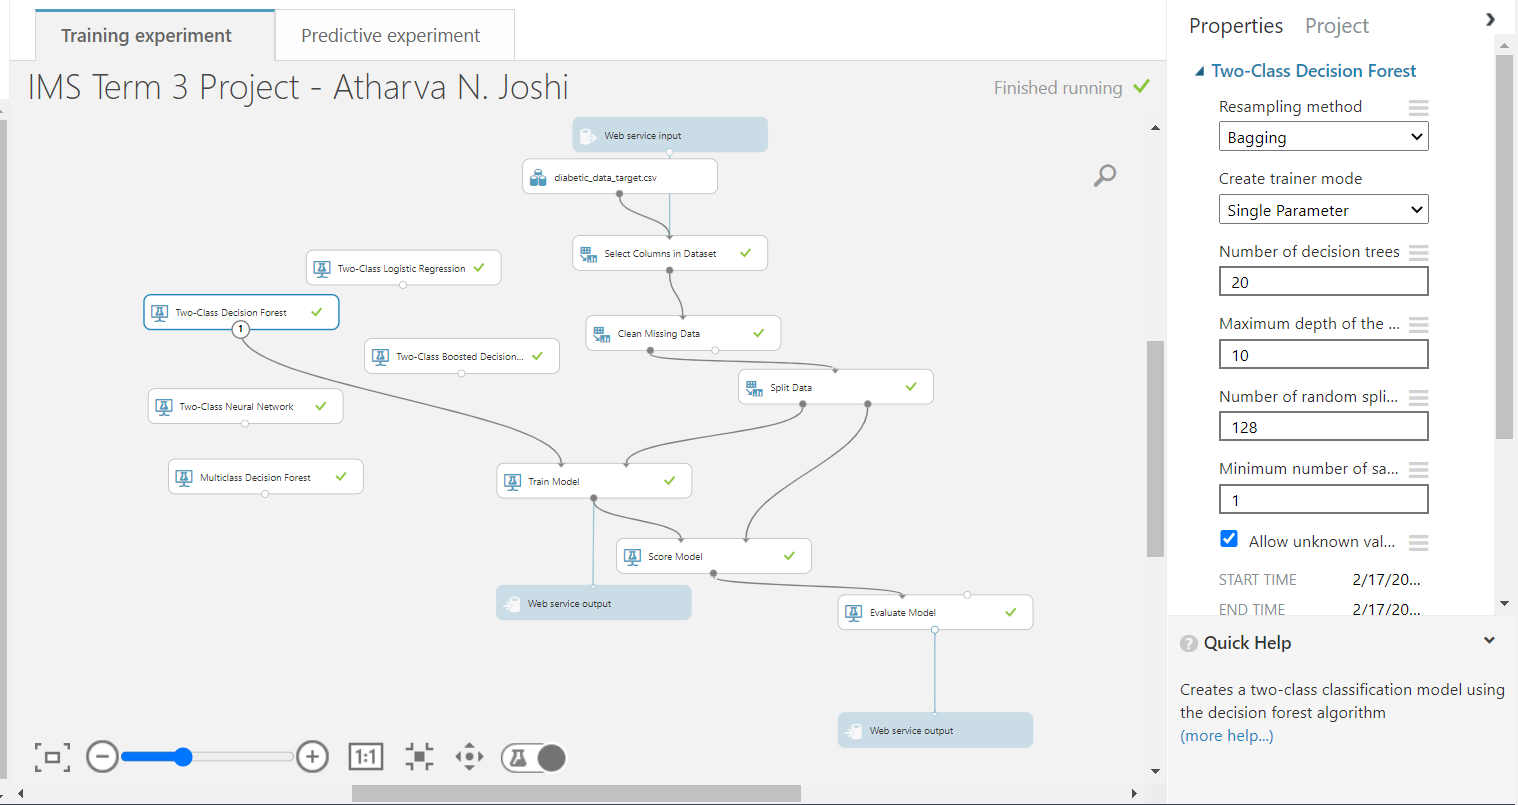 Training experiment
Predictive experiment
IMS Term 3 Project - Atharva N. Joshi
Finished running
Web service input
diabetic_data_target.csv
Select Columns in Dataset
Two-Class Logistic Regression
Two-Class Decision Forest
1
Clean Missing Data
Two-Class Boosted Decision...
Split Data
Two-Class Neural Network
Multiclass Decision Forest
Train Model
Score Model
Web service output
Evaluate Model
Web service output
1:1
Properties
Project
Two-Class Decision Forest
Resampling method
Bagging
Create trainer mode
Single Parameter
Number of decision trees
20
Maximum depth of the ...
10
Number of random spli...
128
Minimum number of sa...
1
Allow unknown val...
START TIME 2/17/20...
END TIME 2/17/20...
? Quick Help
Creates a two-class classification model using
the decision forest algorithm
(more help...)